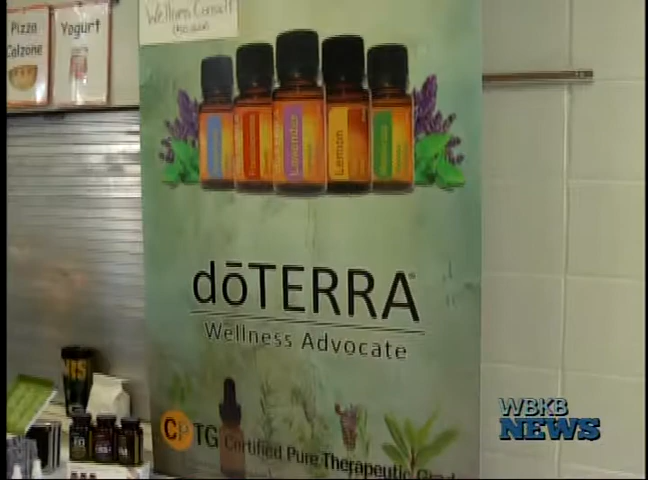 Pizza
Calzone
Yogurt
Wellness Consult
Lavender
Lemon
dōTERRA
Wellness Advocate
CPTG Certified Pure Therapeutic Grad
WBKB
NEWS